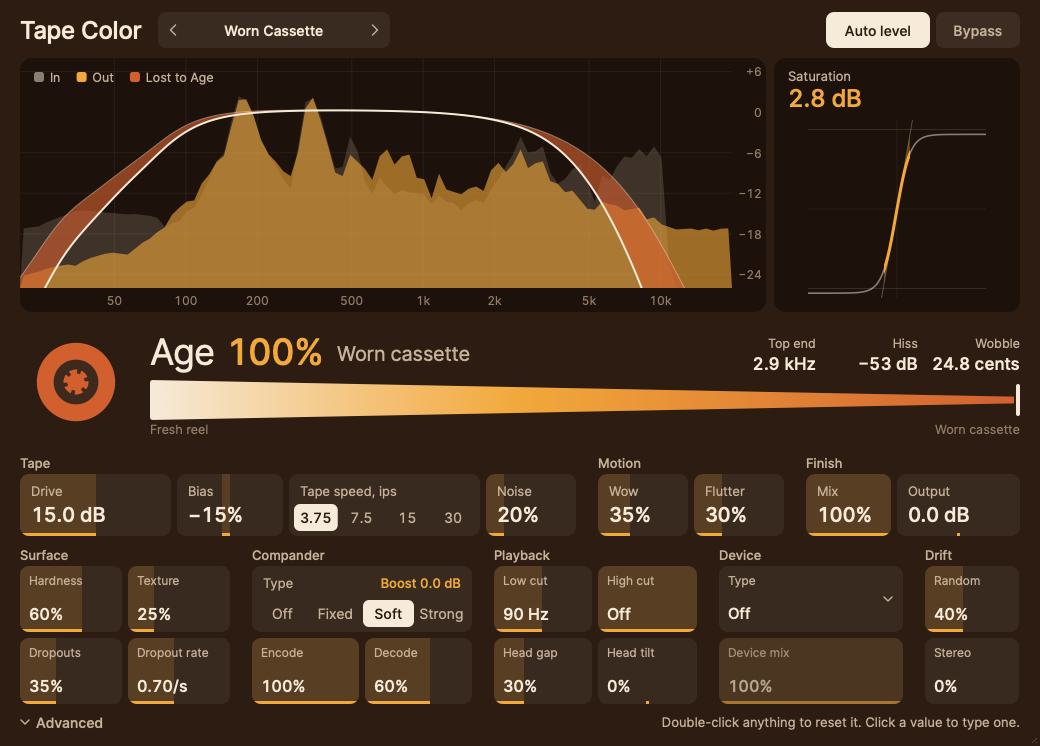 Tape Color
Worn Cassette
Auto level
Bypass
In
Out
Lost to Age
+6
0
−6
−12
−18
−24
50
100
200
500
1k
2k
5k
10k
Saturation
2.8 dB
Age 100% Worn cassette
Top end
2.9 kHz
Hiss
−53 dB
Wobble
24.8 cents
Fresh reel
Worn cassette
Tape
Drive
15.0 dB
Bias
−15%
Tape speed, ips
3.75 7.5 15 30
Noise
20%
Motion
Wow
35%
Flutter
30%
Finish
Mix
100%
Output
0.0 dB
Surface
Hardness
60%
Texture
25%
Dropouts
35%
Dropout rate
0.70/s
Compander
Type
Boost 0.0 dB
Off Fixed Soft Strong
Encode
100%
Decode
60%
Playback
Low cut
90 Hz
High cut
Off
Head gap
30%
Head tilt
0%
Device
Type
Off
Device mix
100%
Drift
Random
40%
Stereo
0%
Advanced
Double-click anything to reset it. Click a value to type one.